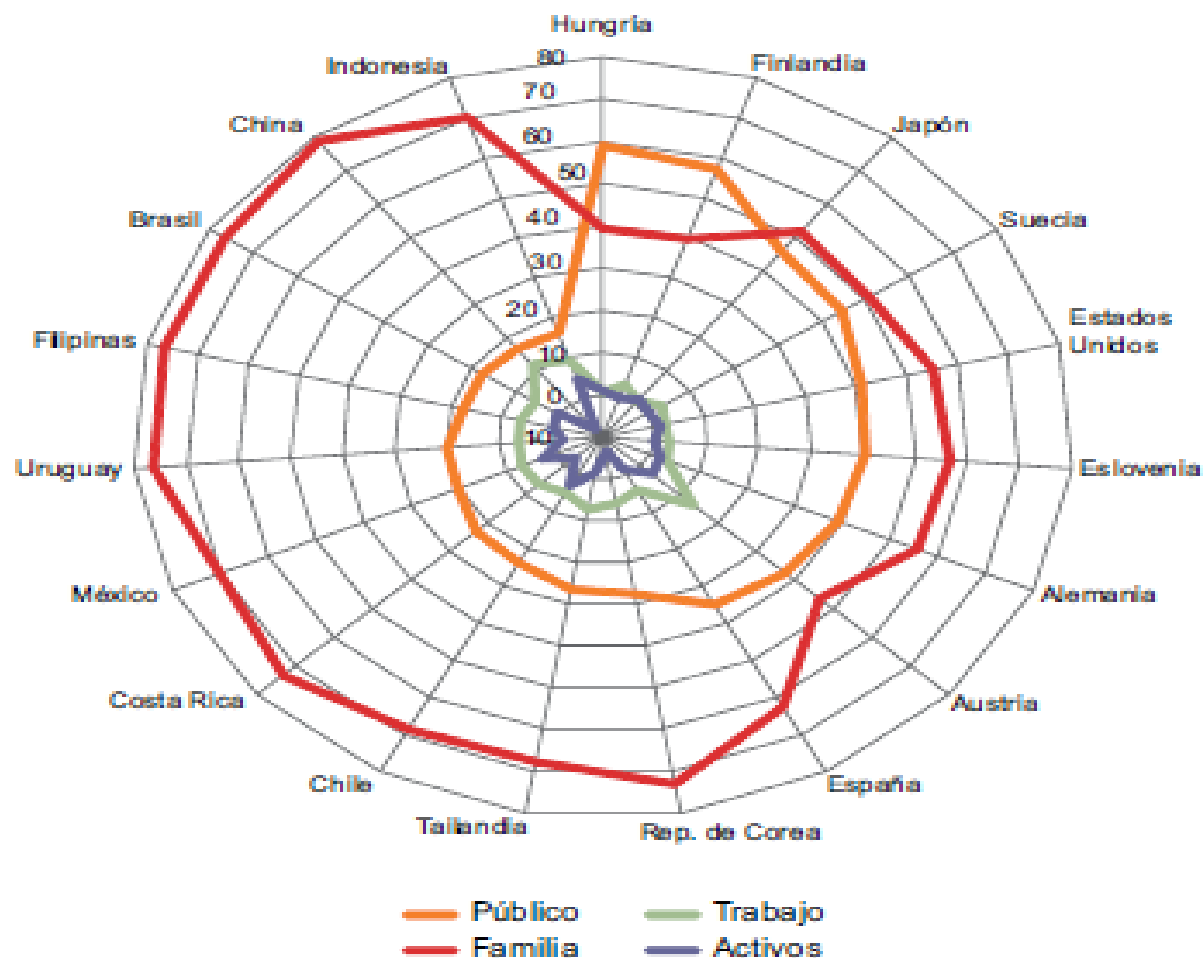 Hungría
Finlandia
Japón
Suecia
Estados
Unidos
Eslovenia
Alemania
Austria
España
Rep. de Corea
Tailandia
Chile
Costa Rica
México
Uruguay
Filipinas
Brasil
China
Indonesia
80
70
60
50
40
30
20
10
0
10
Público
Trabajo
Familia
Activos